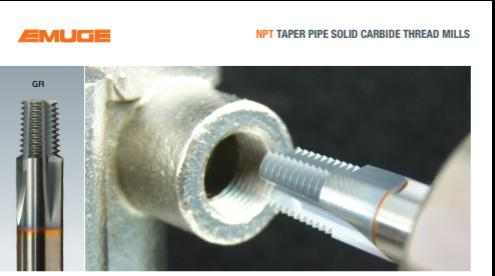 EMUGE
NPT TAPER PIPE SOLID CARBIDE THREAD MILLS
GFI